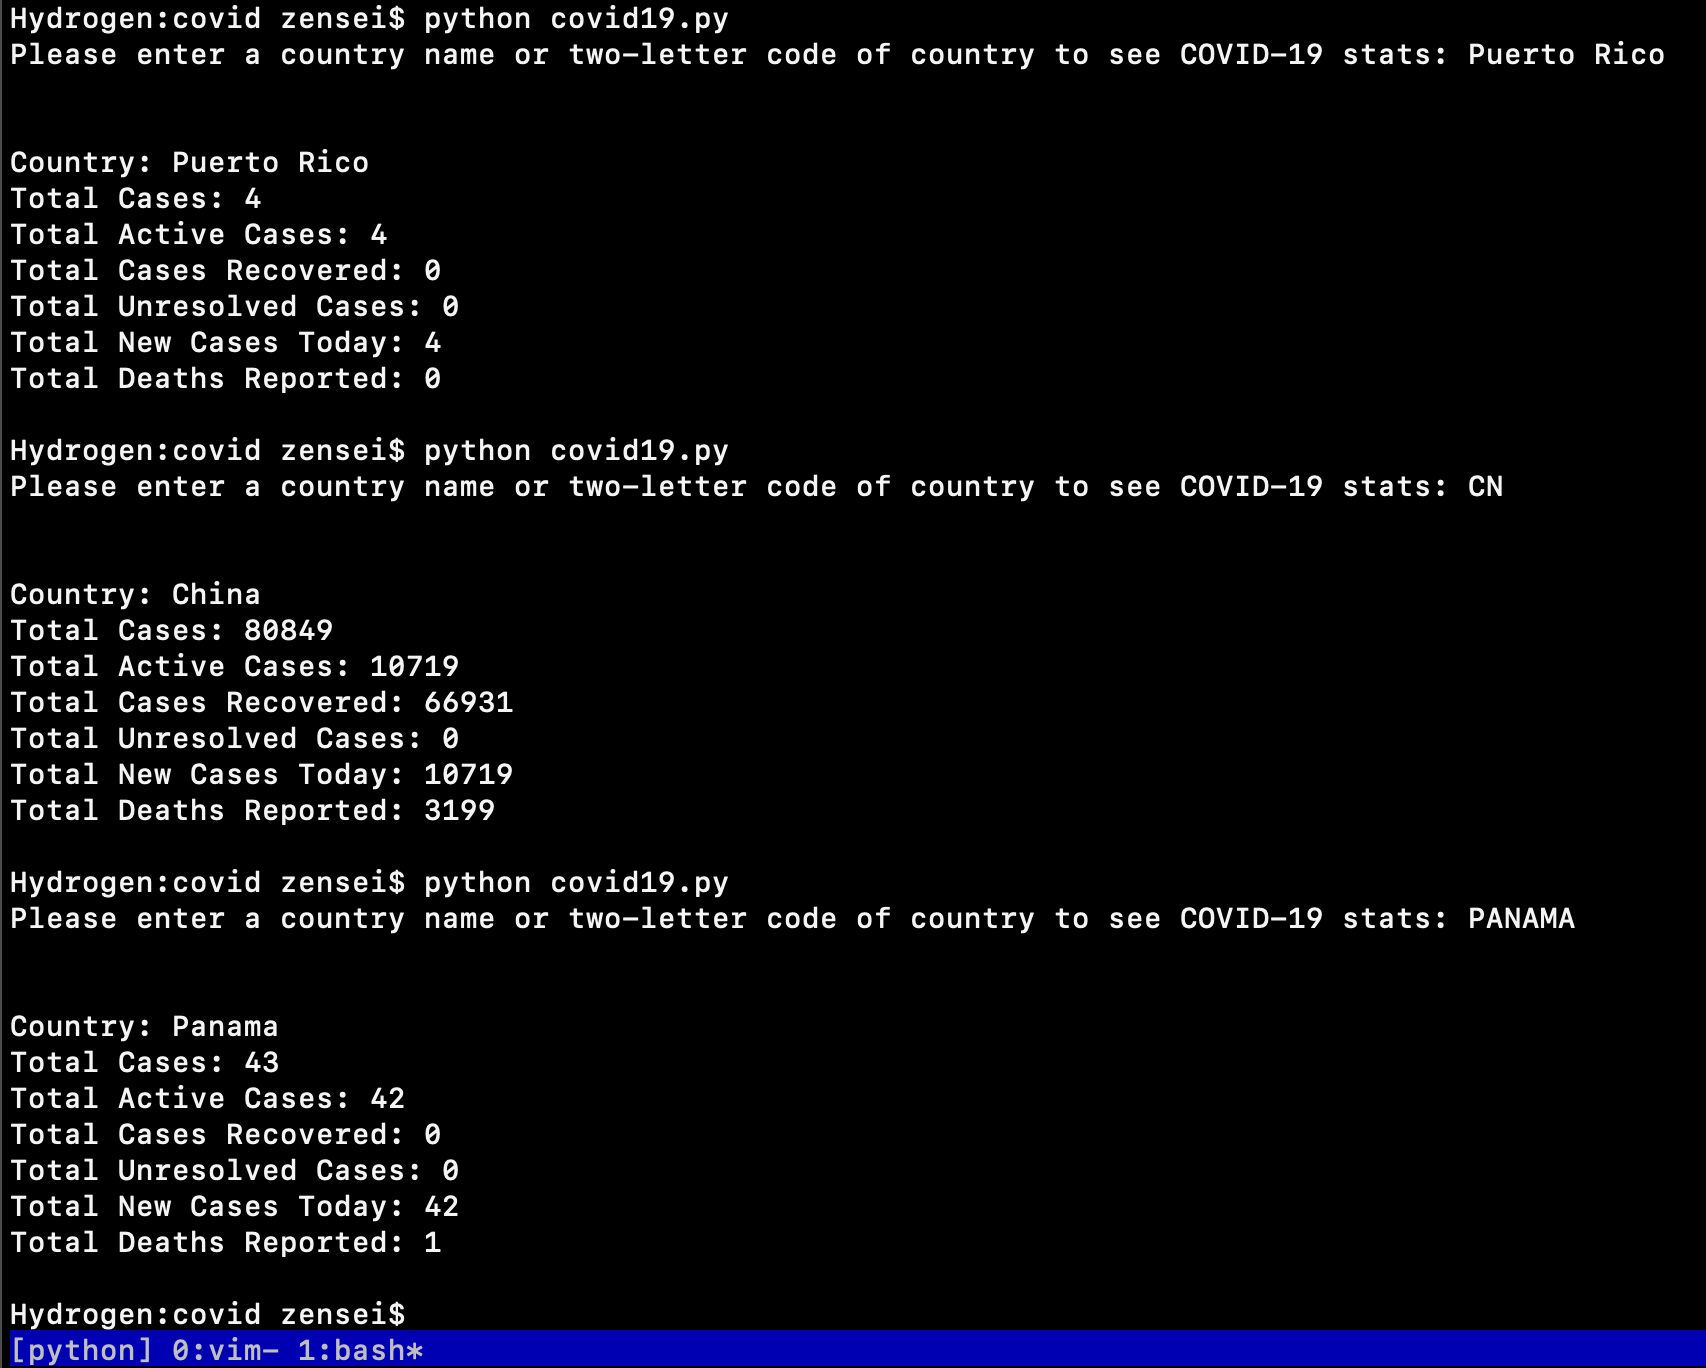 Hydrogen:covid zensei$ python covid19.py
Please enter a country name or two-letter code of country to see COVID-19 stats: Puerto Rico
Country: Puerto Rico
Total Cases: 4
Total Active Cases: 4
Total Cases Recovered: 0
Total Unresolved Cases: 0
Total New Cases Today: 4
Total Deaths Reported: 0
Hydrogen:covid zensei$ python covid19.py
Please enter a country name or two-letter code of country to see COVID-19 stats: CN
Country: China
Total Cases: 80849
Total Active Cases: 10719
Total Cases Recovered: 66931
Total Unresolved Cases: 0
Total New Cases Today: 10719
Total Deaths Reported: 3199
Hydrogen:covid zensei$ python covid19.py
Please enter a country name or two-letter code of country to see COVID-19 stats: PANAMA
Country: Panama
Total Cases: 43
Total Active Cases: 42
Total Cases Recovered: 0
Total Unresolved Cases: 0
Total New Cases Today: 42
Total Deaths Reported: 1
Hydrogen:covid zensei$
[python] 0:vim- 1:bash*